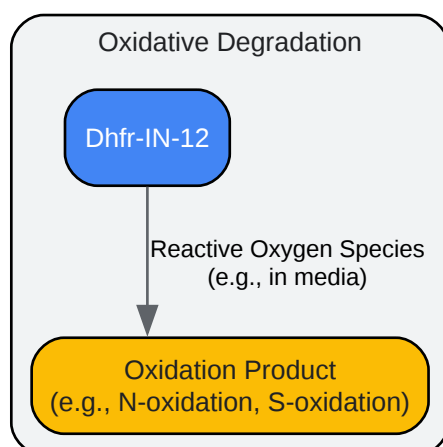 Oxidative Degradation
Dhfr-IN-12
Reactive Oxygen Species
(e.g., in media)
Oxidation Product
(e.g., N-oxidation, S-oxidation)